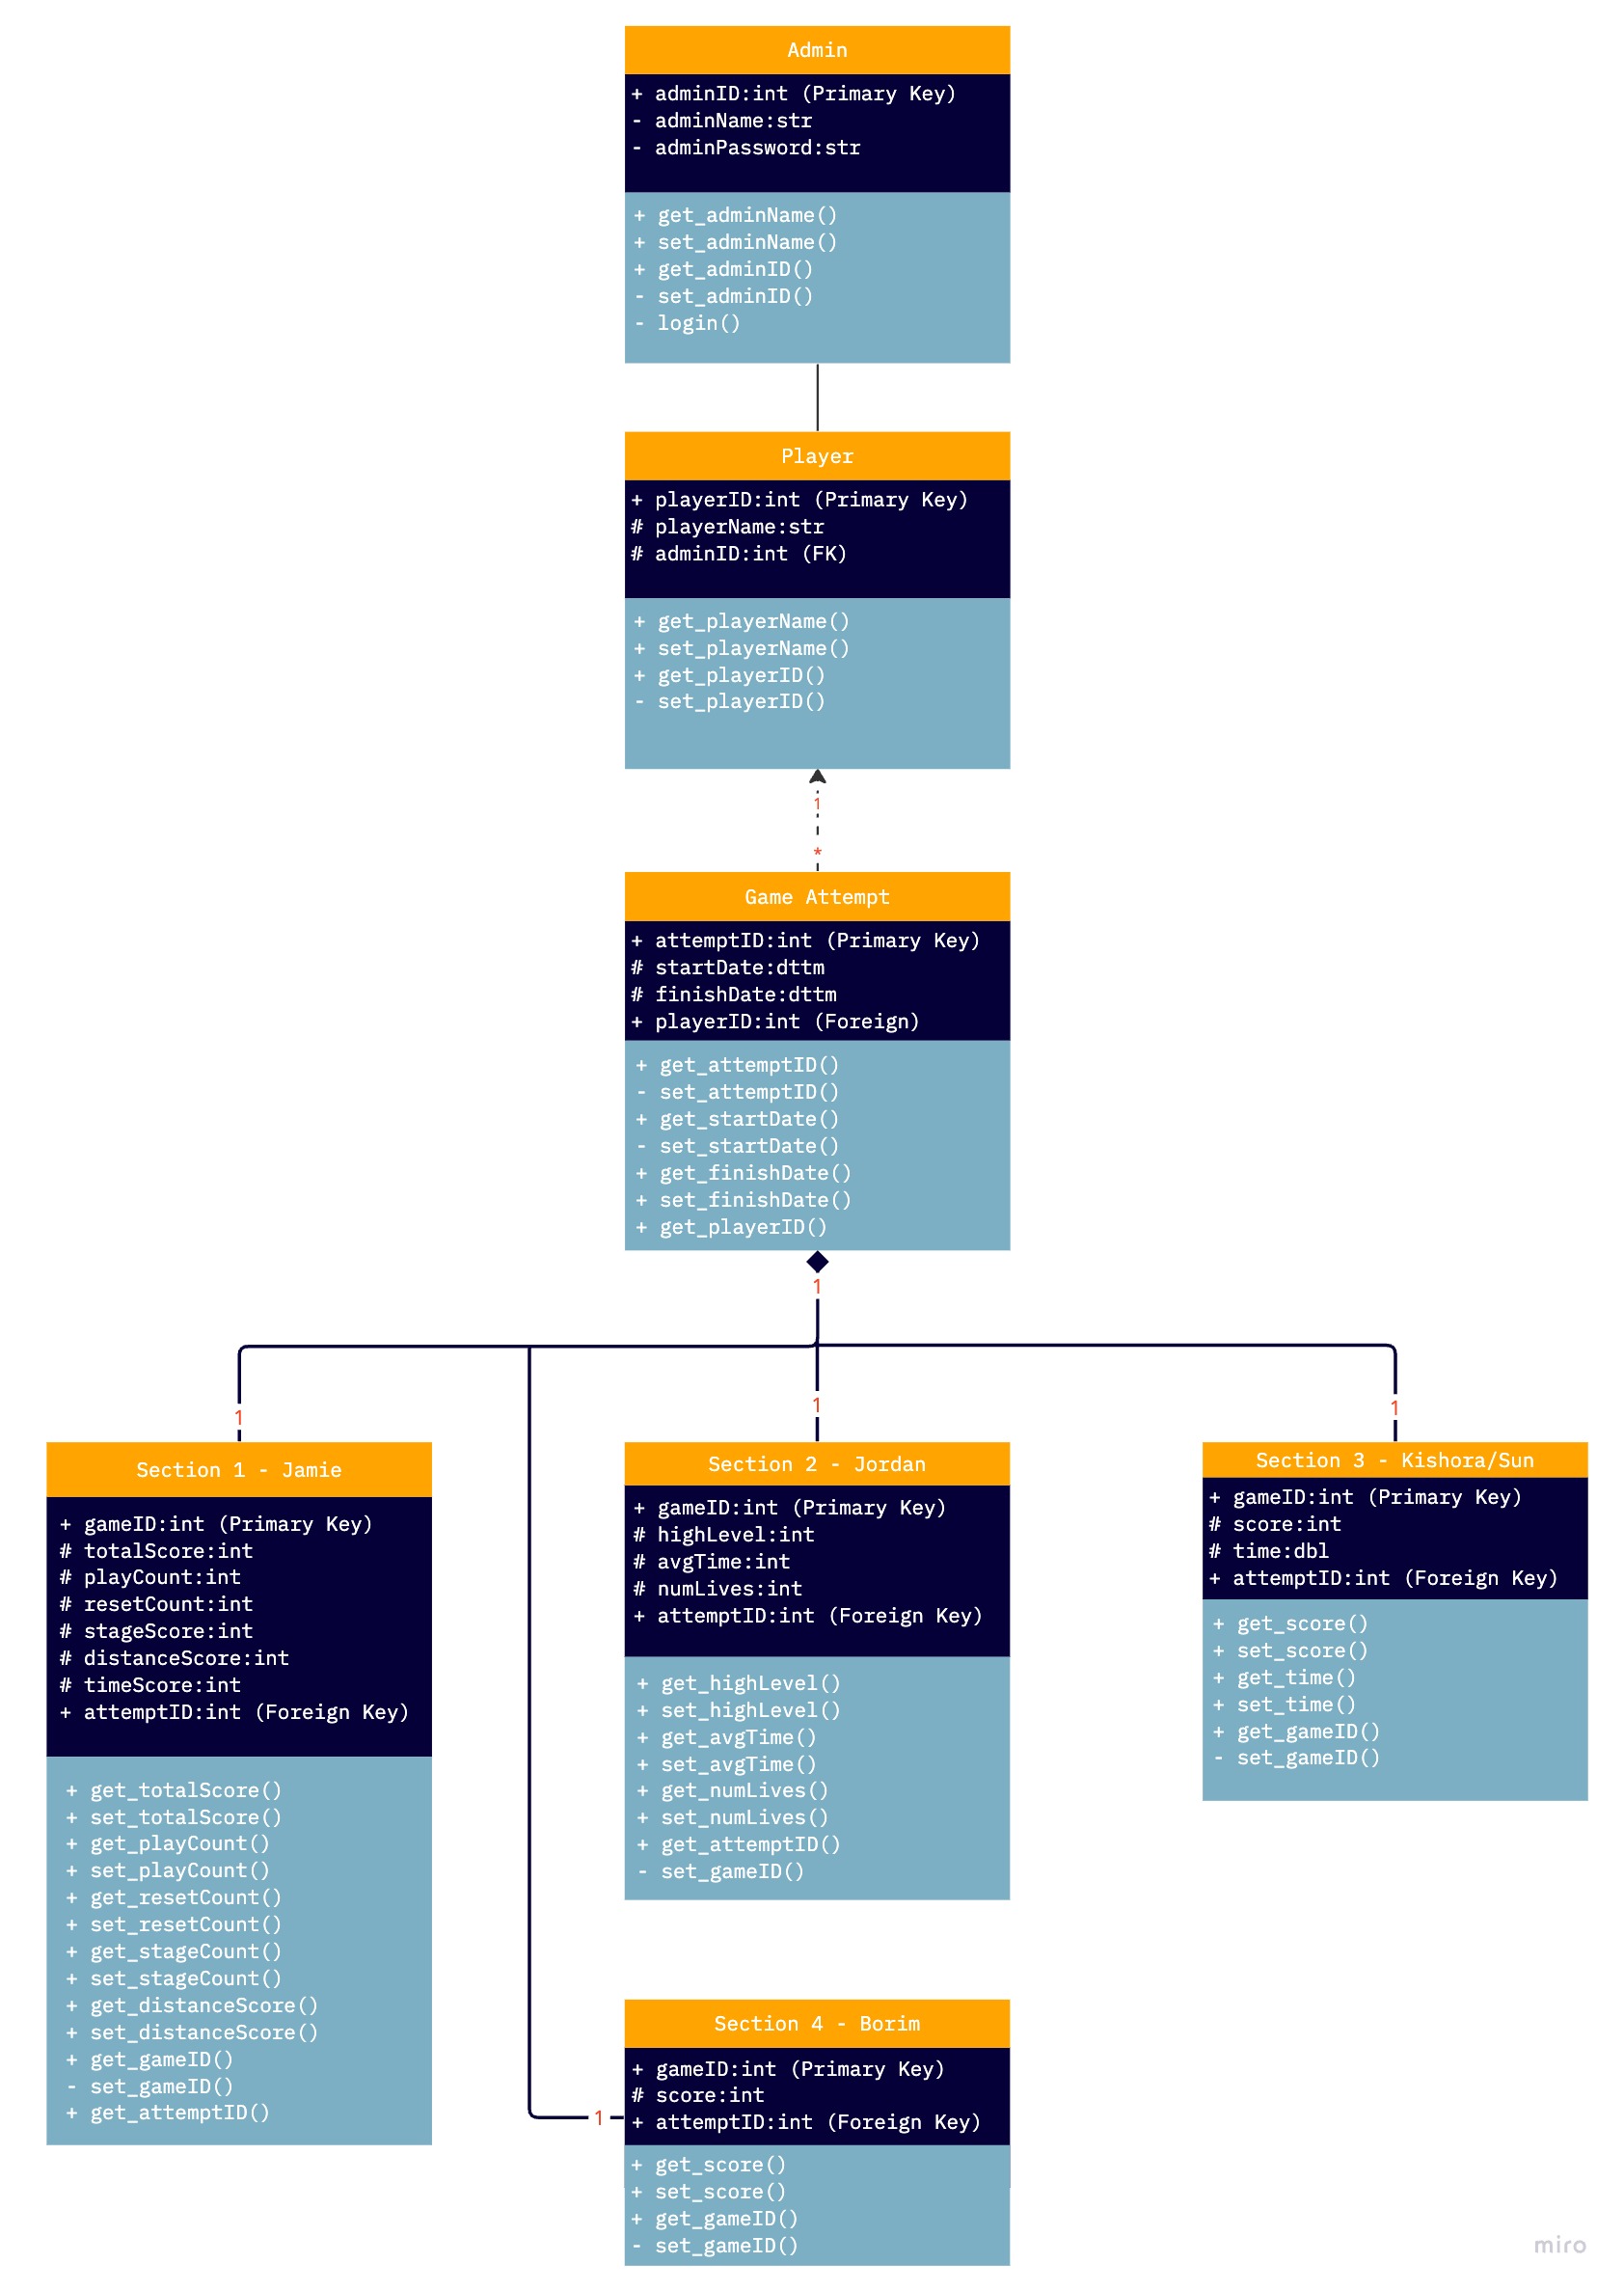 Admin
+ adminID:int (Primary Key)
- adminName:str
- adminPassword:str
+ get_adminName()
+ set_adminName()
+ get_adminID()
- set_adminID()
- login()
Player
+ playerID:int (Primary Key)
# playerName:str
# adminID:int (FK)
+ get_playerName()
+ set_playerName()
+ get_playerID()
- set_playerID()
1
*
Game Attempt
+ attemptID:int (Primary Key)
# startDate:dttm
# finishDate:dttm
+ playerID:int (Foreign)
+ get_attemptID()
- set_attemptID()
+ get_startDate()
- set_startDate()
+ get_finishDate()
+ set_finishDate()
+ get_playerID()
1
1
Section 1 - Jamie
+ gameID:int (Primary Key)
# totalScore:int
# playCount:int
# resetCount:int
# stageScore:int
# distanceScore:int
# timeScore:int
+ attemptID:int (Foreign Key)
+ get_totalScore()
+ set_totalScore()
+ get_playCount()
+ set_playCount()
+ get_resetCount()
+ set_resetCount()
+ get_stageCount()
+ set_stageCount()
+ get_distanceScore()
+ set_distanceScore()
+ get_gameID()
- set_gameID()
+ get_attemptID()
1
Section 2 - Jordan
+ gameID:int (Primary Key)
# highLevel:int
# avgTime:int
# numLives:int
+ attemptID:int (Foreign Key)
+ get_highLevel()
+ set_highLevel()
+ get_avgTime()
+ set_avgTime()
+ get_numLives()
+ set_numLives()
+ get_attemptID()
- set_gameID()
1
Section 3 - Kishora/Sun
+ gameID:int (Primary Key)
# score:int
# time:dbl
+ attemptID:int (Foreign Key)
+ get_score()
+ set_score()
+ get_time()
+ set_time()
+ get_gameID()
- set_gameID()
1
Section 4 - Borim
+ gameID:int (Primary Key)
# score:int
+ attemptID:int (Foreign Key)
+ get_score()
+ set_score()
+ get_gameID()
- set_gameID()
miro